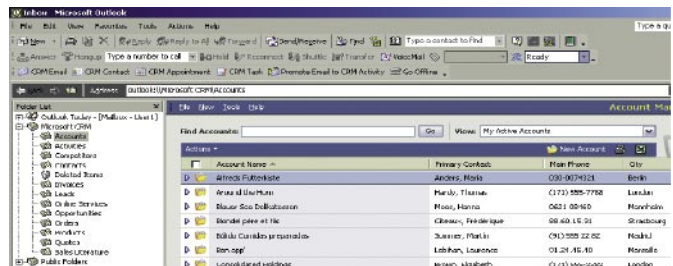 Inbox - Microsoft Outlook
File Edit View Favorites Tools Actions Help
Type a qu
New Reply Reply to All Forward Send/Receive Find Type a contact to find
Answer Hangup Type a number to call Hold Reconnect Shuttle Transfer VoiceMail Ready
CRM Email CRM Contact CRM Appointment CRM Task Promote Email to CRM Activity Go Offline
Address outlook:\\Microsoft CRM\Accounts
Folder List
File New Tools Help
Account Ma
Outlook Today - [Mailbox - User1]
Microsoft CRM
Accounts
Activities
Competitors
Contacts
Deleted Items
Invoices
Leads
Online Services
Opportunities
Orders
Products
Quotes
Sales Literature
Public Folders
Find Accounts: Go View: My Active Accounts
Actions New Account
Account Name Primary Contact Main Phone City
Alfreds Futterkiste Anders, Maria 030-0074321 Berlin
Around the Horn Hardy, Thomas (171) 555-7788 London
Blauer See Delikatessen Moos, Hanna 0621 08460 Mannheim
Blondel père et fils Citeaux, Frédérique 88.60.15.31 Strasbourg
Bólido Comidas preparadas Sommer, Martín (91) 555 22 82 Madrid
Bon app' Lebihan, Laurence 91.24.45.40 Marseille
Consolidated Holdings Brown, Elizabeth London